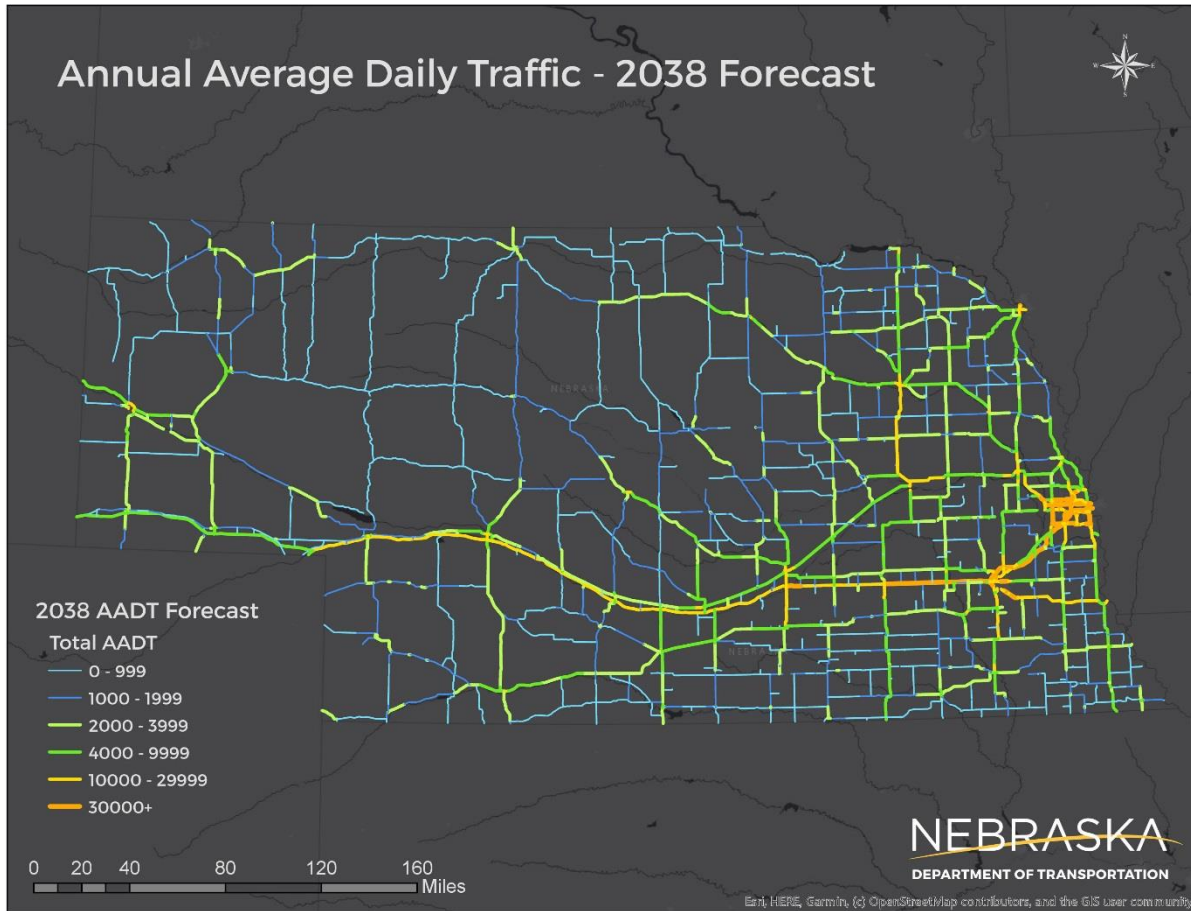 Annual Average Daily Traffic - 2038 Forecast
N
W
E
S
NEBRASKA
NEBRASKA
2038 AADT Forecast
Total AADT
0 - 999
1000 - 1999
2000 - 3999
4000 - 9999
10000 - 29999
30000+
0 20 40 80 120 160
Miles
NEBRASKA
DEPARTMENT OF TRANSPORTATION
Esri, HERE, Garmin, (c) OpenStreetMap contributors, and the GIS user community